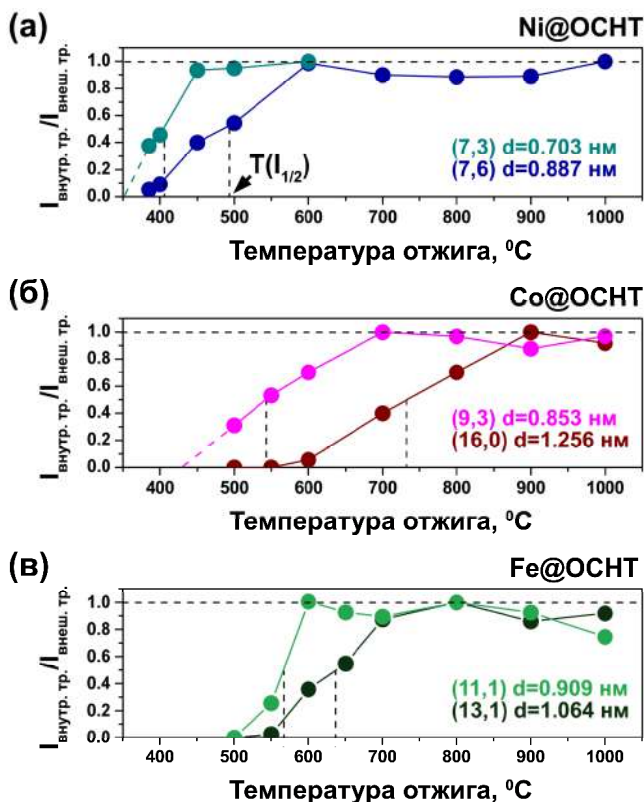 (а)
Ni@ОСНТ
Iвнутр. тр./Iвнеш. тр.
1.0
0.8
0.6
0.4
0.2
0.0
T(I1/2)
(7,3) d=0.703 нм
(7,6) d=0.887 нм
400 500 600 700 800 900 1000
Температура отжига, ⁰С
(б)
Co@ОСНТ
Iвнутр. тр./Iвнеш. тр.
1.0
0.8
0.6
0.4
0.2
0.0
(9,3) d=0.853 нм
(16,0) d=1.256 нм
400 500 600 700 800 900 1000
Температура отжига, ⁰С
(в)
Fe@ОСНТ
Iвнутр. тр./Iвнеш. тр.
1.0
0.8
0.6
0.4
0.2
0.0
(11,1) d=0.909 нм
(13,1) d=1.064 нм
400 500 600 700 800 900 1000
Температура отжига, ⁰С